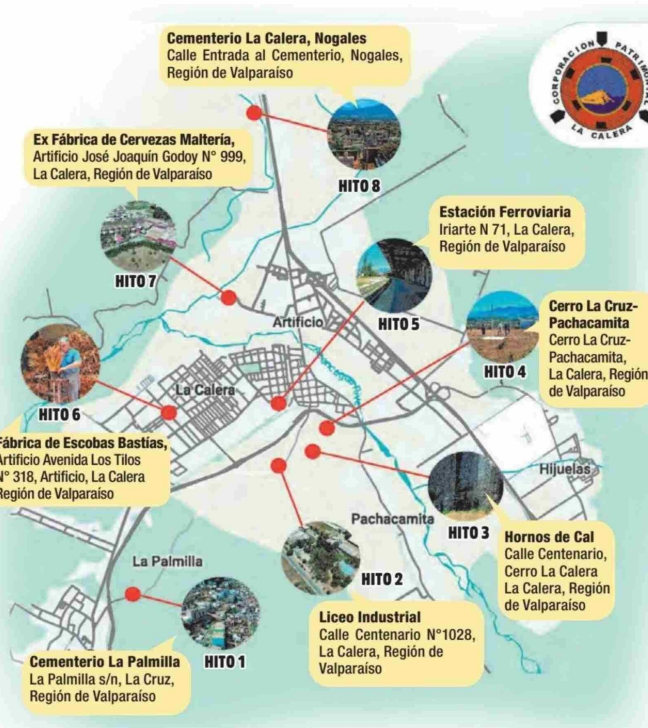 Cementerio La Calera, Nogales
Calle Entrada al Cementerio, Nogales,
Región de Valparaíso
CORPORACION PATRIMONIAL
LA CALERA
HITO 8
Ex Fábrica de Cervezas Maltería,
Artificio José Joaquín Godoy N° 999,
La Calera, Región de Valparaíso
HITO 7
Estación Ferroviaria
Iriarte N 71, La Calera,
Región de Valparaíso
HITO 5
Cerro La Cruz-
Pachacamita
Cerro La Cruz-
Pachacamita,
La Calera, Región
de Valparaíso
HITO 4
Artificio
La Calera
HITO 6
Fábrica de Escobas Bastías,
Artificio Avenida Los Tilos
N° 318, Artificio, La Calera
Región de Valparaíso
Hijuelas
Pachacamita
HITO 3
Hornos de Cal
Calle Centenario,
Cerro La Calera
La Calera, Región
de Valparaíso
La Palmilla
HITO 2
Liceo Industrial
Calle Centenario N°1028,
La Calera, Región de
Valparaíso
HITO 1
Cementerio La Palmilla
La Palmilla s/n, La Cruz,
Región de Valparaíso